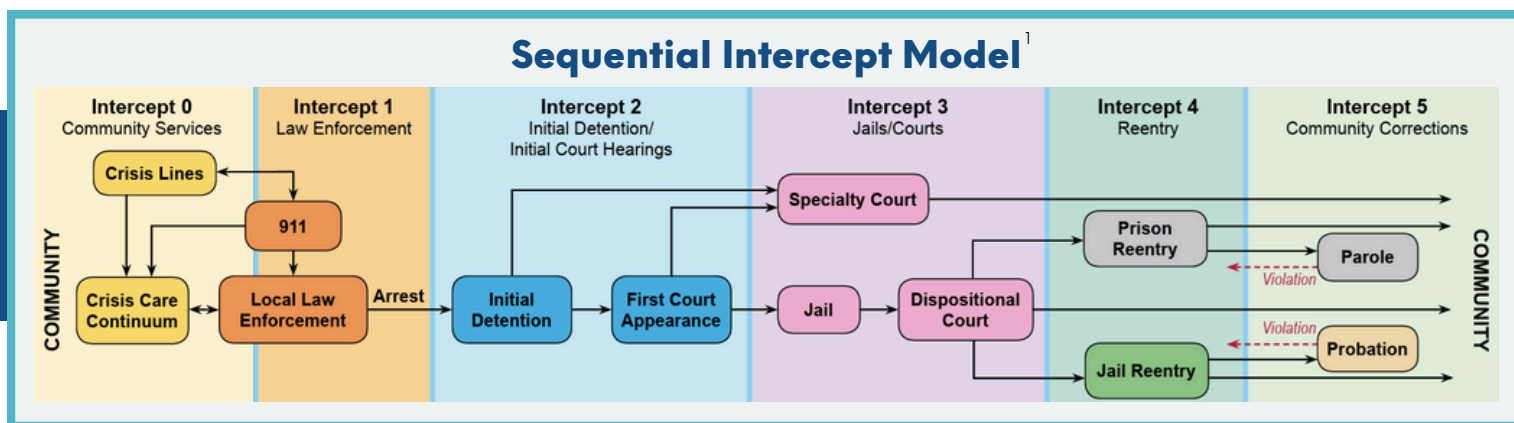 Sequential Intercept Model1
Intercept 0
Community Services
Intercept 1
Law Enforcement
Intercept 2
Initial Detention/
Initial Court Hearings
Intercept 3
Jails/Courts
Intercept 4
Reentry
Intercept 5
Community Corrections
COMMUNITY
Crisis Lines
911
Crisis Care
Continuum
Local Law
Enforcement
Arrest
Initial
Detention
First Court
Appearance
Specialty Court
Jail
Dispositional
Court
Prison
Reentry
Parole
Violation
Violation
Probation
Jail Reentry
COMMUNITY